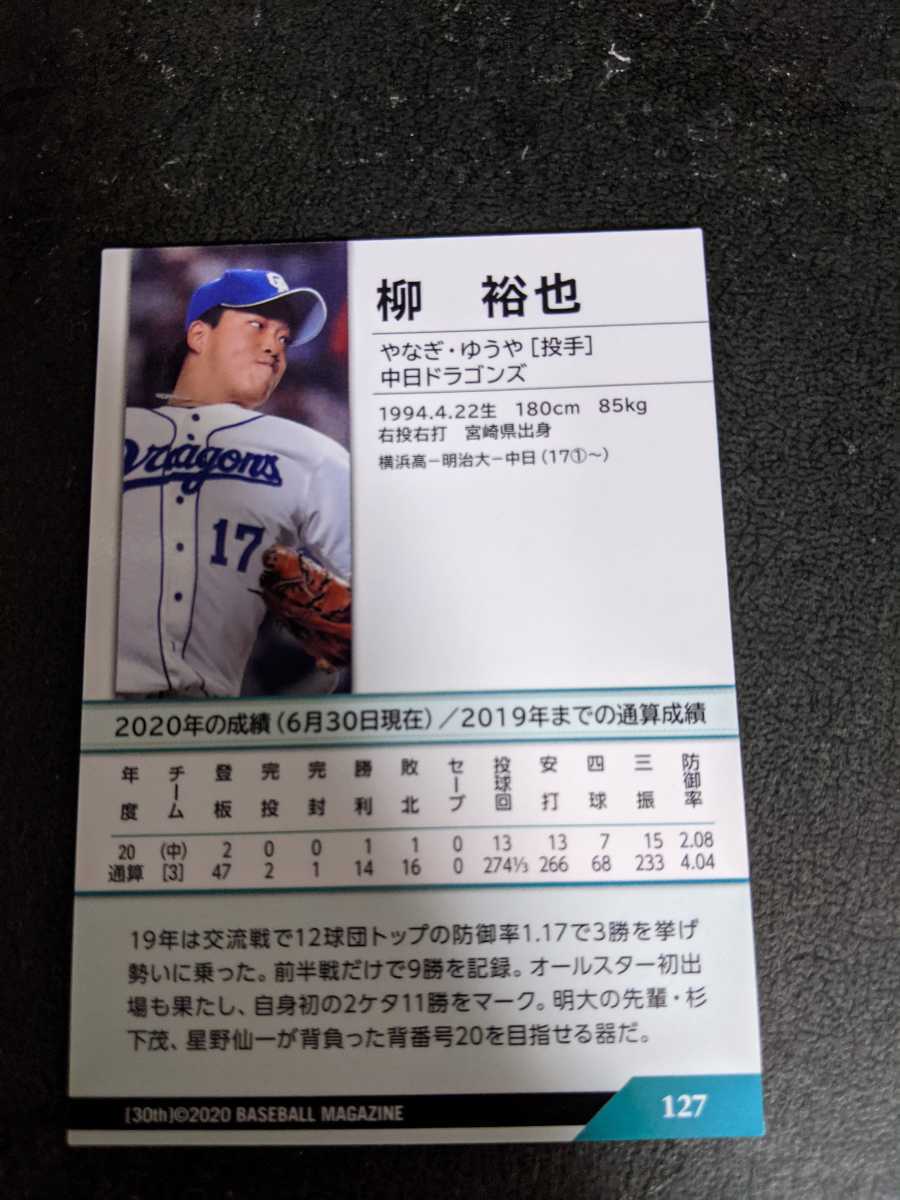 柳　裕也
やなぎ・ゆうや［投手］
中日ドラゴンズ
1994.4.22生　180cm　85kg
右投右打　宮崎県出身
横浜高－明治大－中日（17①～）
Dragons
17
2020年の成績（6月30日現在）／2019年までの通算成績
年度 チーム 登板 完投 完封 勝利 敗北 セーブ 投球回 安打 四球 三振 防御率
20 （中） 2 0 0 1 1 0 13 13 7 15 2.08
通算 ［3］ 47 2 1 14 16 0 274⅓ 266 68 233 4.04
19年は交流戦で12球団トップの防御率1.17で3勝を挙げ
勢いに乗った。前半戦だけで9勝を記録。オールスター初出
場も果たし、自身初の2ケタ11勝をマーク。明大の先輩・杉
下茂、星野仙一が背負った背番号20を目指せる器だ。
[30th]©2020 BASEBALL MAGAZINE
127